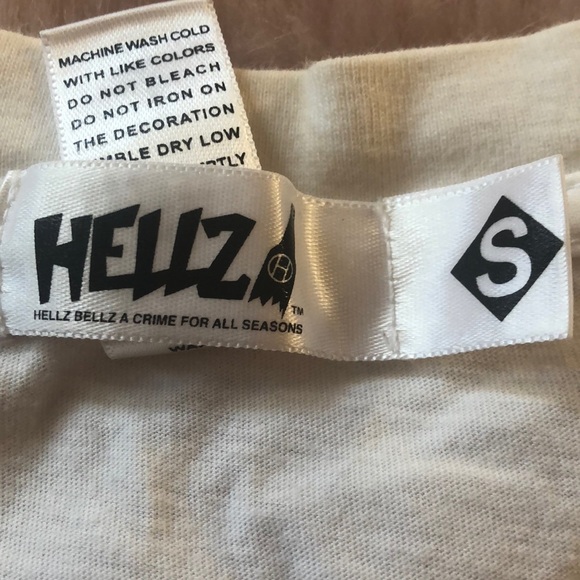 MACHINE WASH COLD
WITH LIKE COLORS
DO NOT BLEACH
DO NOT IRON ON
THE DECORATION
DRY LOW
HELLZ
H
TM
HELLZ BELLZ A CRIME FOR ALL SEASONS
S